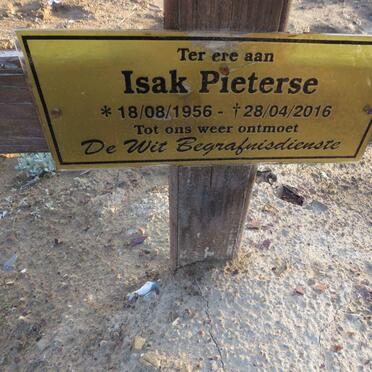 Ter ere aan
Isak Pieterse
* 18/08/1956 - † 28/04/2016
Tot ons weer ontmoet
De Wit Begrafnisdienste